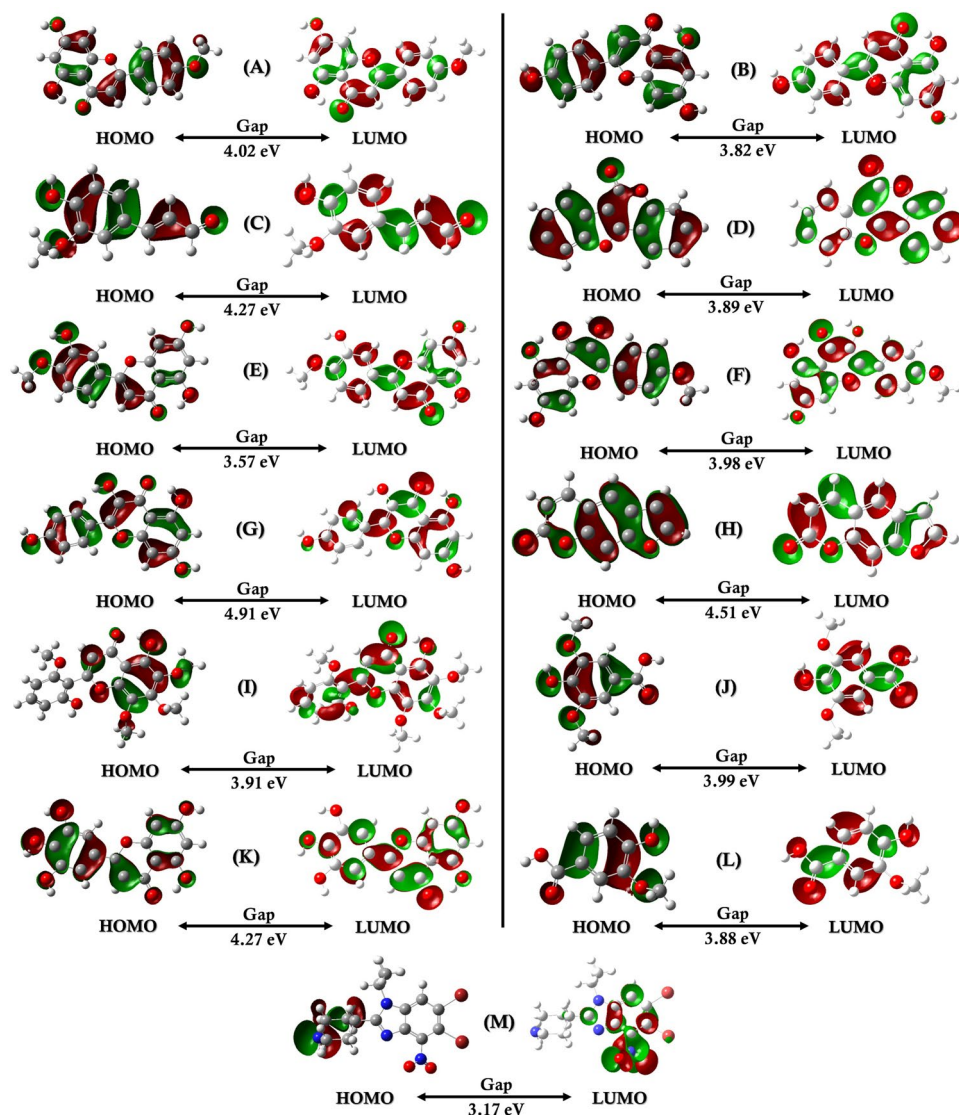 (A)
HOMO Gap LUMO
4.02 eV
(B)
HOMO Gap LUMO
3.82 eV
(C)
HOMO Gap LUMO
4.27 eV
(D)
HOMO Gap LUMO
3.89 eV
(E)
HOMO Gap LUMO
3.57 eV
(F)
HOMO Gap LUMO
3.98 eV
(G)
HOMO Gap LUMO
4.91 eV
(H)
HOMO Gap LUMO
4.51 eV
(I)
HOMO Gap LUMO
3.91 eV
(J)
HOMO Gap LUMO
3.99 eV
(K)
HOMO Gap LUMO
4.27 eV
(L)
HOMO Gap LUMO
3.88 eV
(M)
HOMO Gap LUMO
3.17 eV